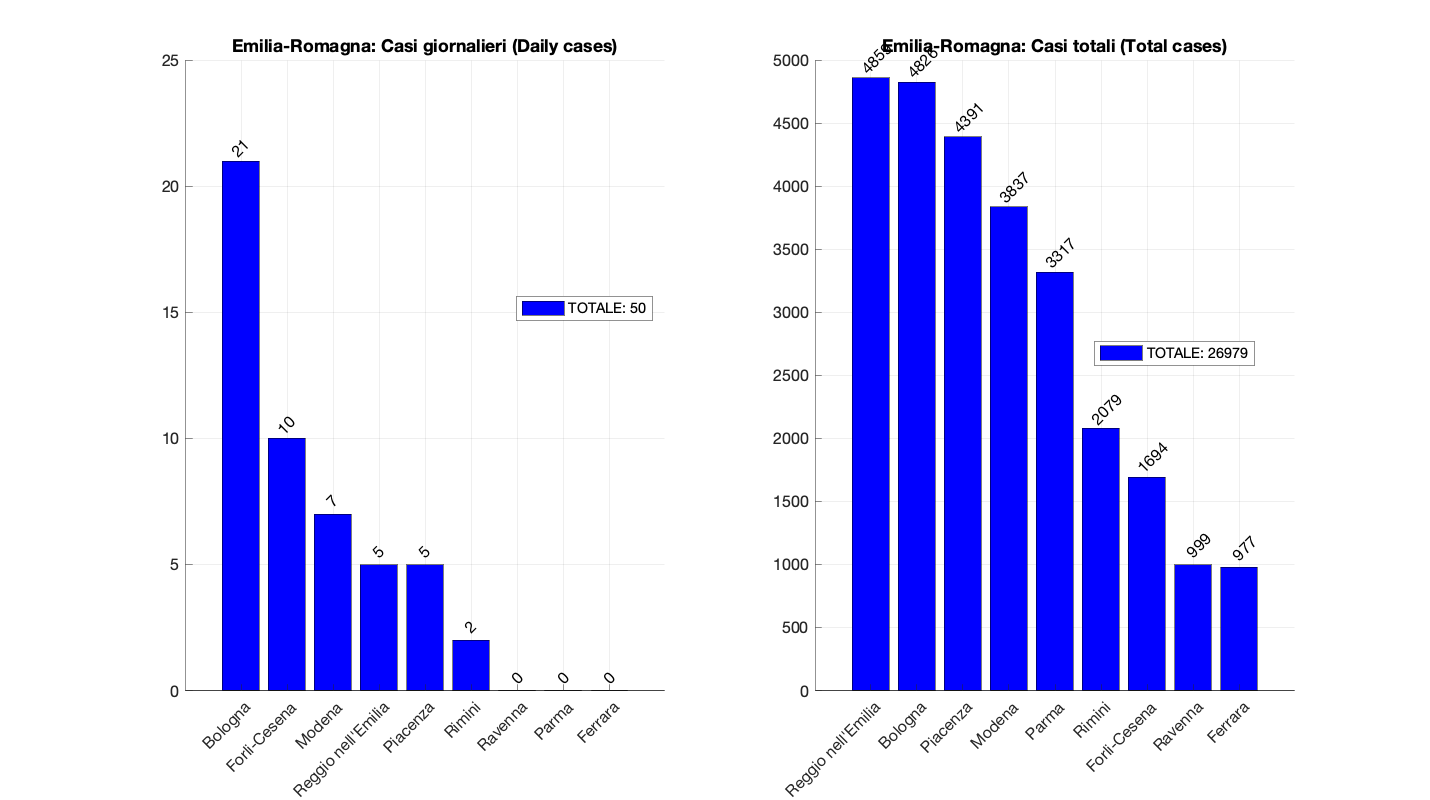 Emilia-Romagna: Casi giornalieri (Daily cases)
25
20
15
10
5
0
21
10
7
5
5
2
0
0
0
TOTALE: 50
Bologna
Forlì-Cesena
Modena
Reggio nell'Emilia
Piacenza
Rimini
Ravenna
Parma
Ferrara
Emilia-Romagna: Casi totali (Total cases)
5000
4500
4000
3500
3000
2500
2000
1500
1000
500
0
4859
4826
4391
3837
3317
2079
1694
999
977
TOTALE: 26979
Reggio nell'Emilia
Bologna
Piacenza
Modena
Parma
Rimini
Forlì-Cesena
Ravenna
Ferrara